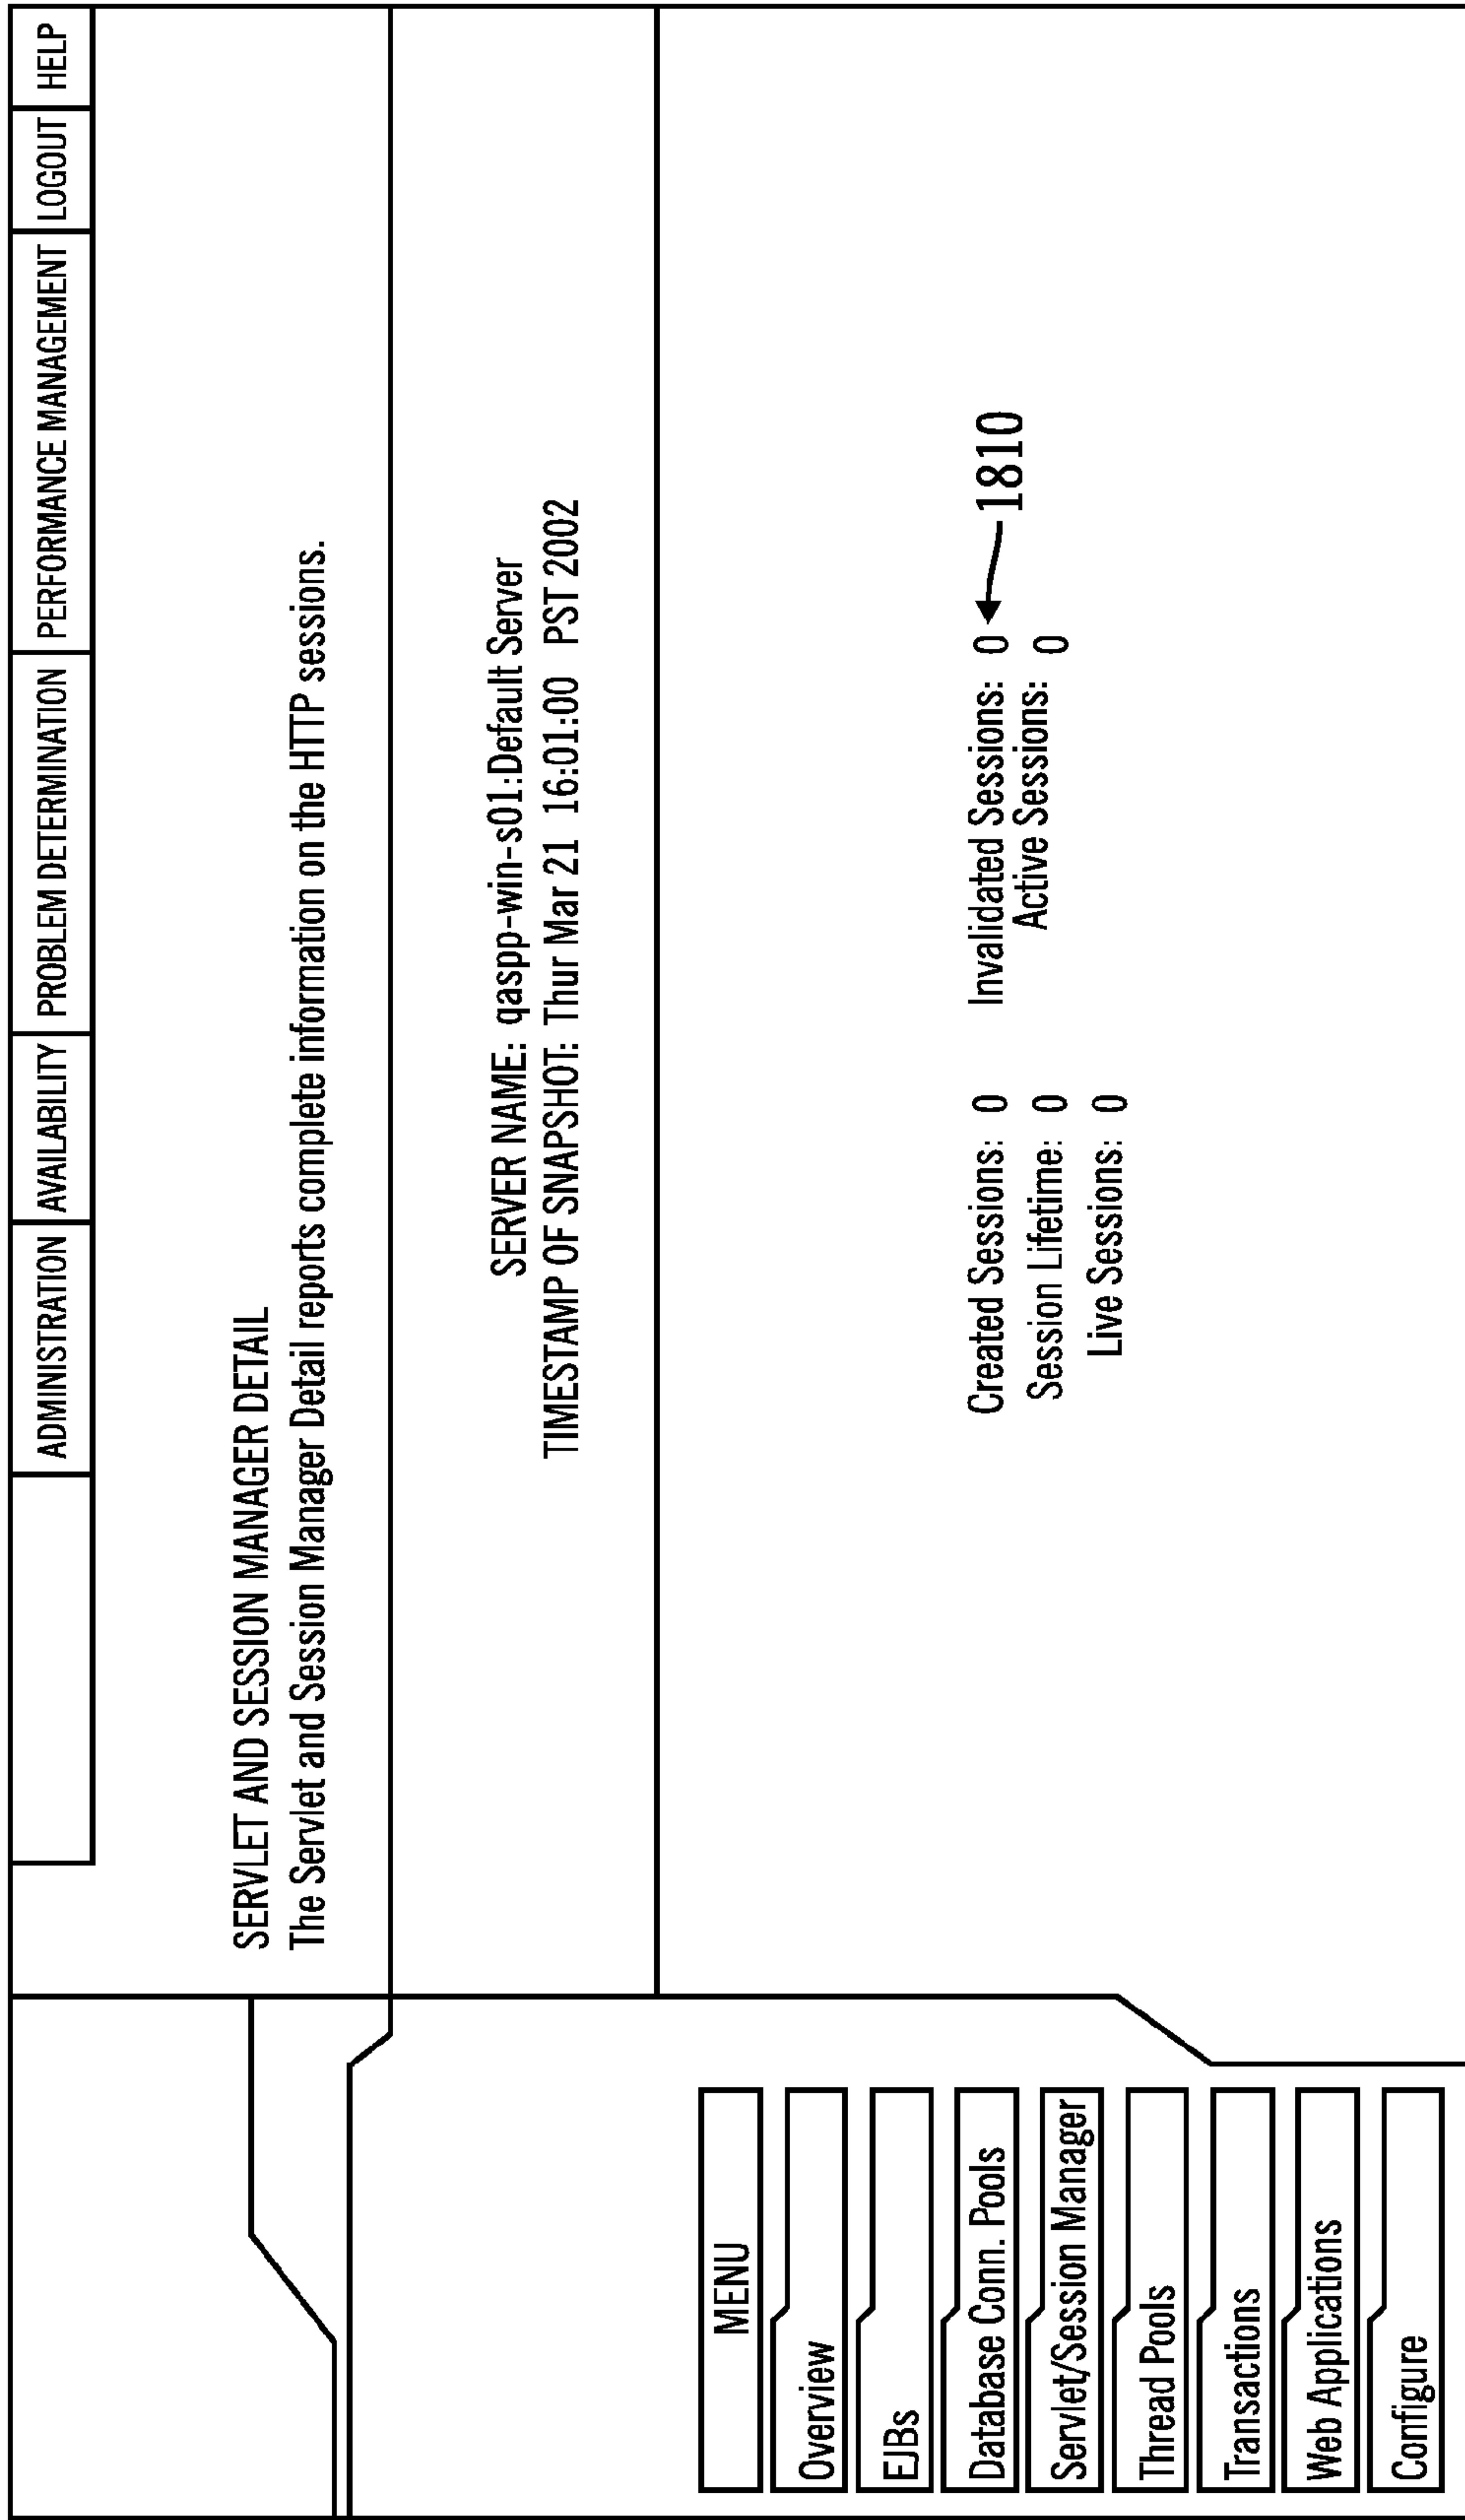 ADMINISTRATION AVAILABILITY PROBLEM DETERMINATION PERFORMANCE MANAGEMENT LOGOUT HELP
SERVLET AND SESSION MANAGER DETAIL
The Servlet and Session Manager Detail reports complete information on the HTTP sessions.
SERVER NAME: qaspp-win-s01:Default Server
TIMESTAMP OF SNAPSHOT: Thur Mar 21 16:01:00 PST 2002
MENU
Overview
EJBs
Database Conn. Pools
Servlet/Session Manager
Thread Pools
Transactions
Web Applications
Configure
Created Sessions: 0 Invalidated Sessions: 0 1810
Session Lifetime: 0 Active Sessions: 0
Live Sessions: 0